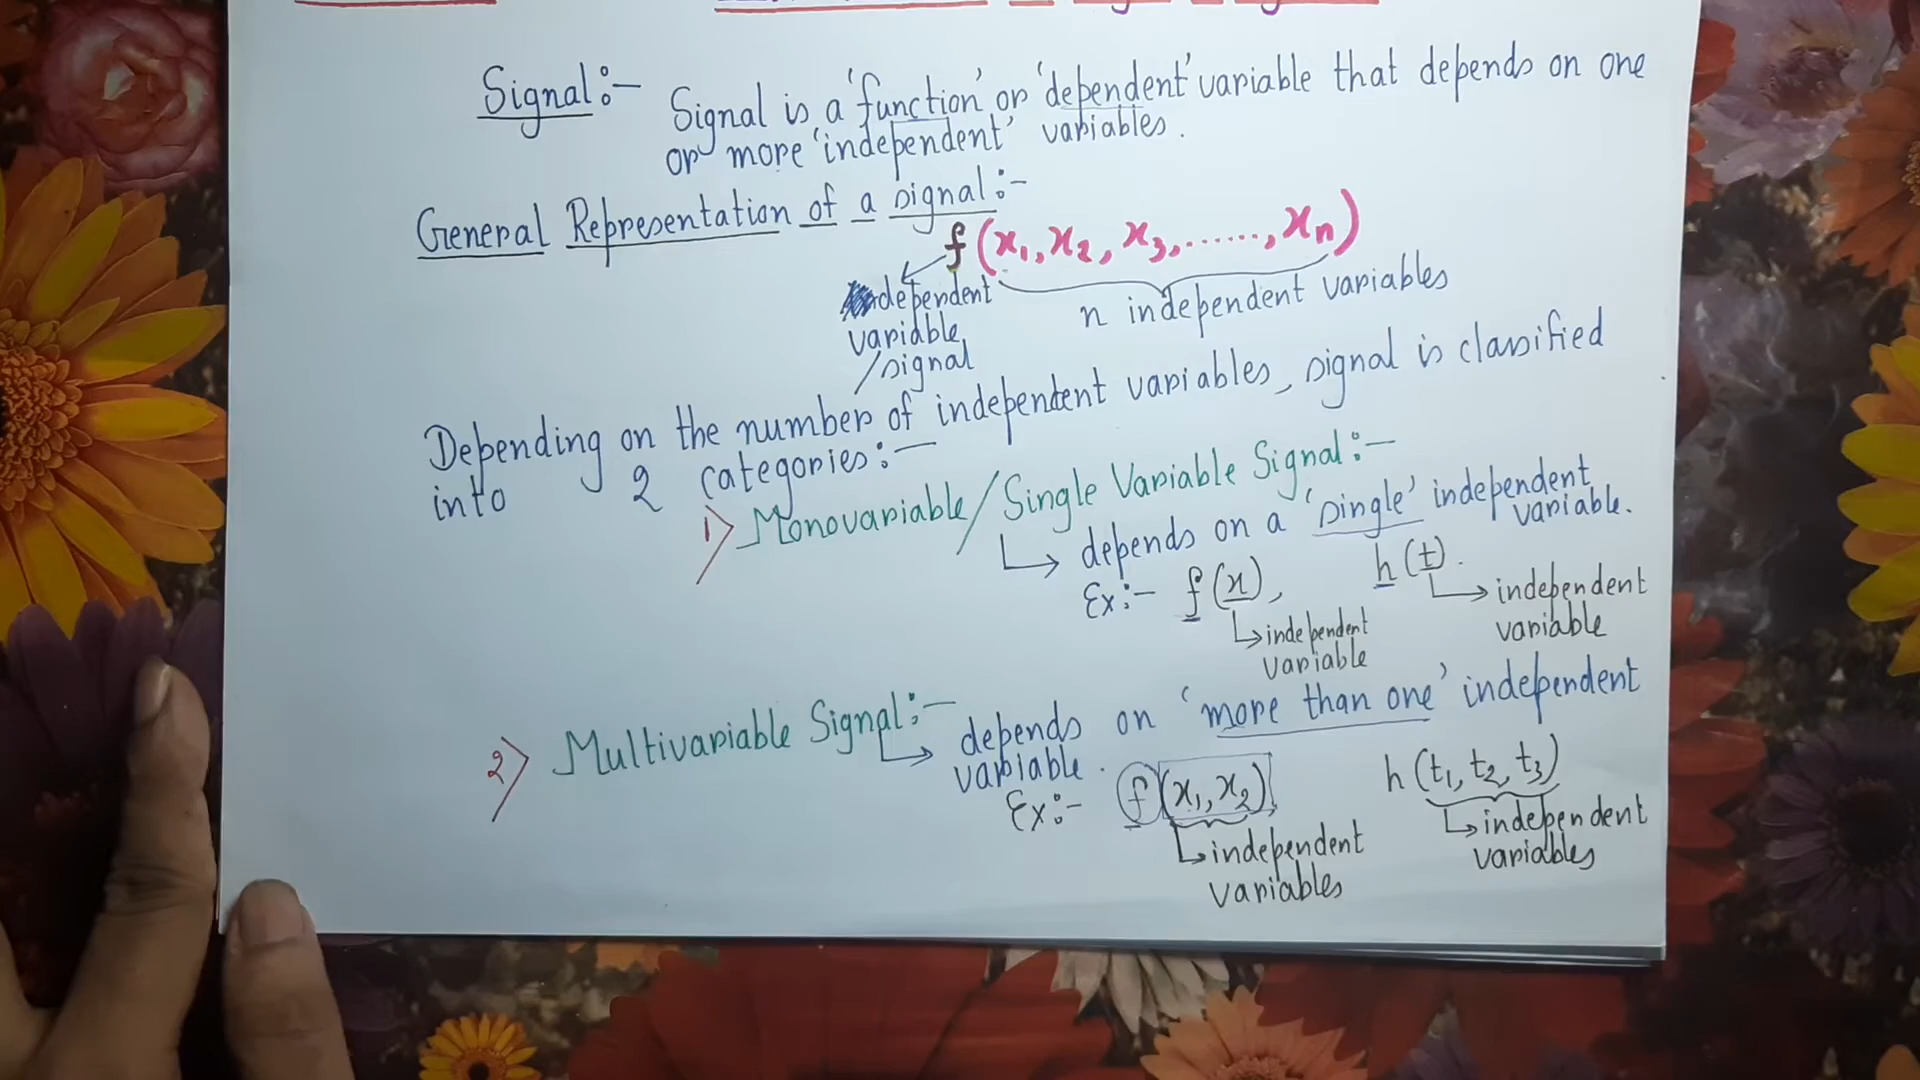 Signal:- Signal is a 'function' or 'dependent' variable that depends on one
or more 'independent' variables.
General Representation of a signal:-
f(x₁, x₂, x₃, ......, xₙ)
dependent
variable
/signal
n independent variables
Depending on the number of independent variables, signal is classified
into 2 categories:-
1) Monovariable/Single Variable Signal:-
depends on a 'single' independent
variable.
Ex:- f(x), h(t).
independent
variable
independent
variable
2) Multivariable Signal:-
depends on 'more than one' independent
variable.
Ex:- f(x₁, x₂) h(t₁, t₂, t₃)
independent
variables
independent
variables